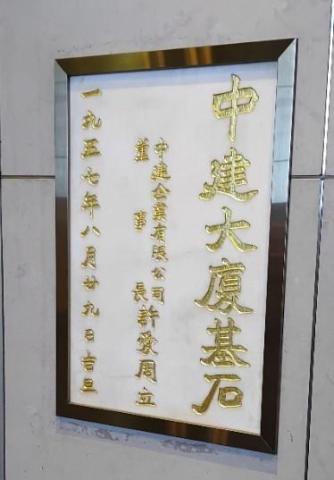 中建大廈基石
中建企業有限公司
董事長許愛周立
一九五七年八月廿九日吉旦